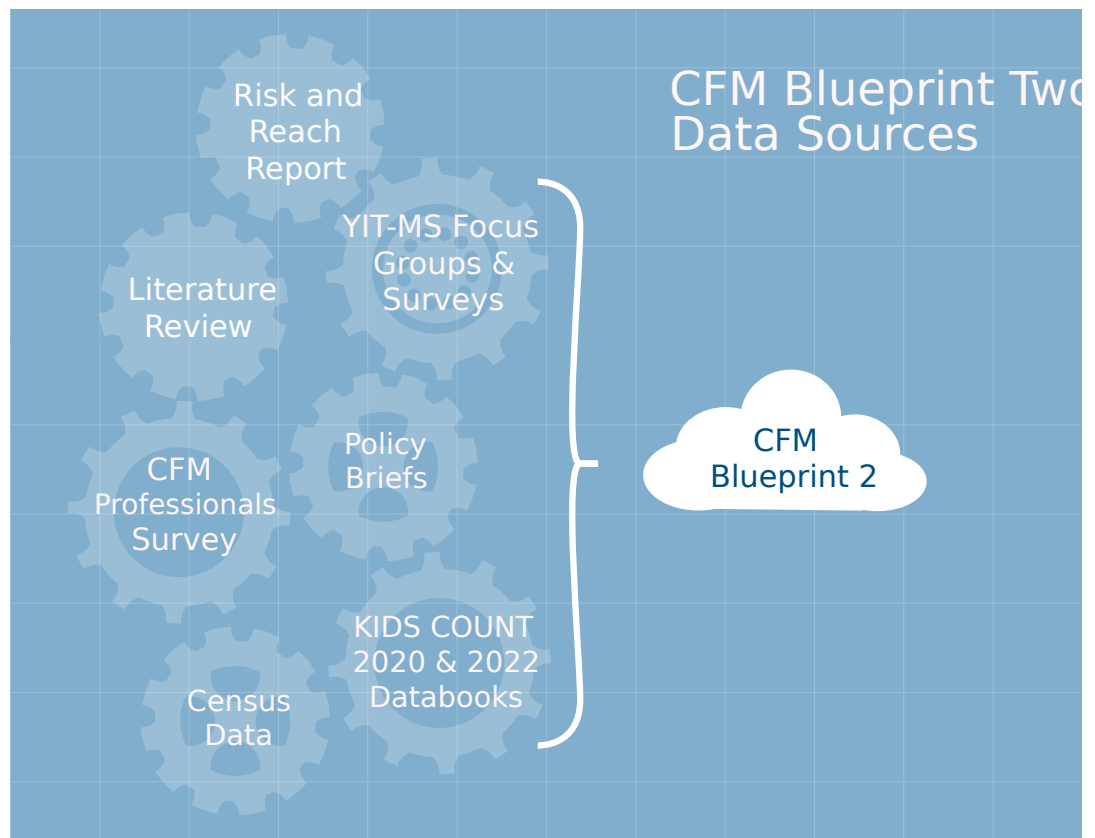 CFM Blueprint Two
Data Sources
Risk and
Reach
Report
YIT-MS Focus
Groups &
Surveys
Literature
Review
Policy
Briefs
CFM
Professionals
Survey
KIDS COUNT
2020 & 2022
Databooks
Census
Data
CFM
Blueprint 2